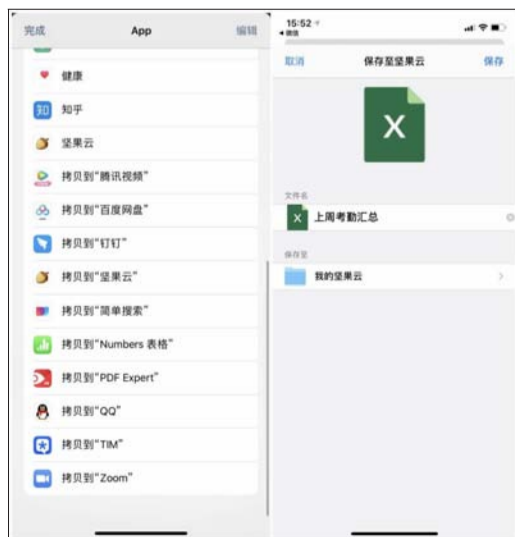 完成 App 编辑
健康
知 知乎
坚果云
拷贝到"腾讯视频"
拷贝到"百度网盘"
拷贝到"钉钉"
拷贝到"坚果云"
拷贝到"简单搜索"
拷贝到"Numbers 表格"
拷贝到"PDF Expert"
拷贝到"QQ"
拷贝到"TIM"
拷贝到"Zoom"
15:52
微信
取消 保存至坚果云 保存
X
文件名
X 上周考勤汇总
保存至
我的坚果云